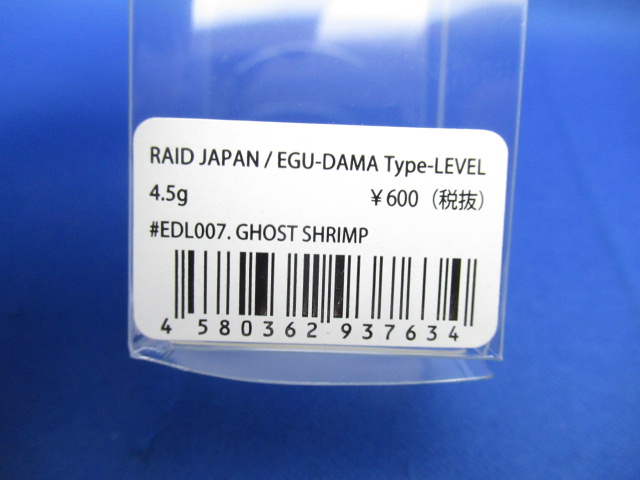 RAID JAPAN / EGU-DAMA Type-LEVEL
4.5g ¥600（税抜）
#EDL007. GHOST SHRIMP
4 580362 937634